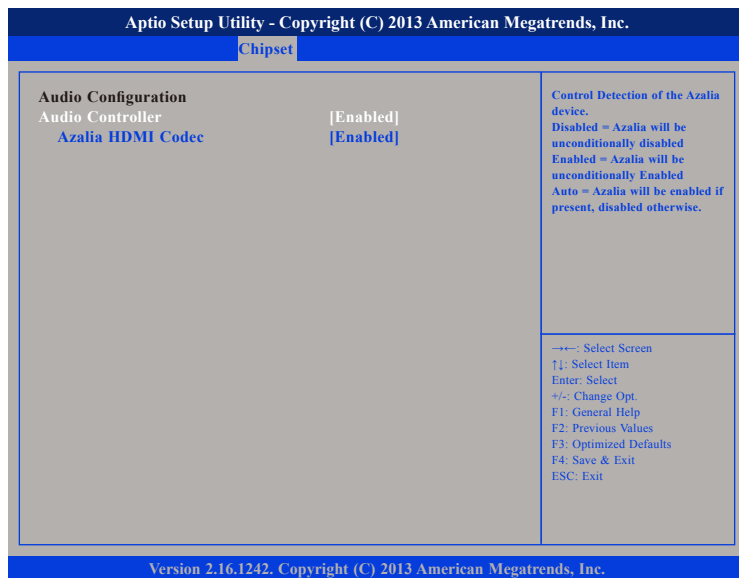 Aptio Setup Utility - Copyright (C) 2013 American Megatrends, Inc.
Chipset
Audio Configuration
Audio Controller [Enabled]
Azalia HDMI Codec [Enabled]
Control Detection of the Azalia
device.
Disabled = Azalia will be
unconditionally disabled
Enabled = Azalia will be
unconditionally Enabled
Auto = Azalia will be enabled if
present, disabled otherwise.
→←: Select Screen
↑↓: Select Item
Enter: Select
+/-: Change Opt.
F1: General Help
F2: Previous Values
F3: Optimized Defaults
F4: Save & Exit
ESC: Exit
Version 2.16.1242. Copyright (C) 2013 American Megatrends, Inc.